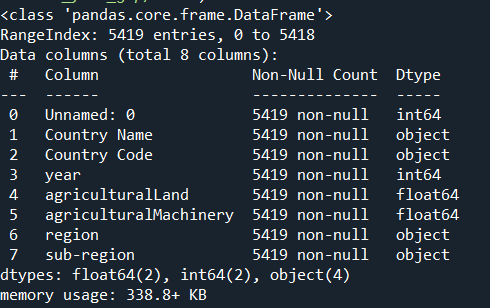 <class 'pandas.core.frame.DataFrame'>
RangeIndex: 5419 entries, 0 to 5418
Data columns (total 8 columns):
 #   Column                 Non-Null Count  Dtype
---  ------                 --------------  -----
 0   Unnamed: 0             5419 non-null   int64
 1   Country Name           5419 non-null   object
 2   Country Code           5419 non-null   object
 3   year                   5419 non-null   int64
 4   agriculturalLand       5419 non-null   float64
 5   agriculturalMachinery  5419 non-null   float64
 6   region                 5419 non-null   object
 7   sub-region             5419 non-null   object
dtypes: float64(2), int64(2), object(4)
memory usage: 338.8+ KB